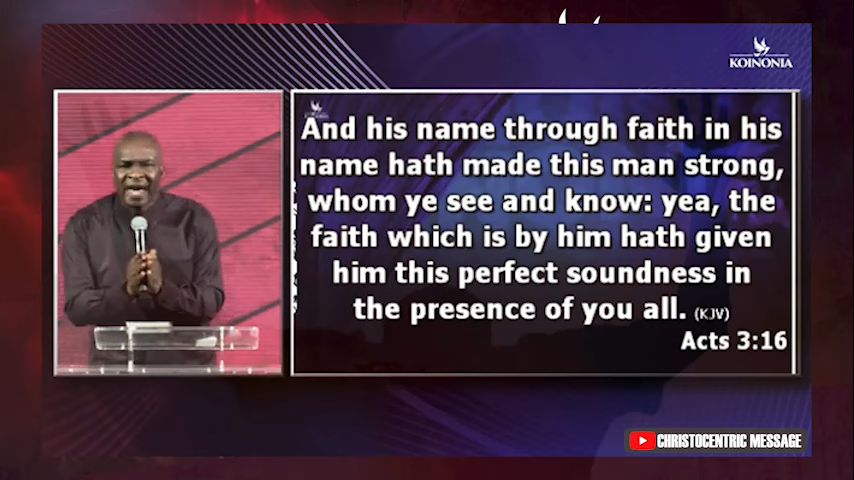 KOINONIA
And his name through faith in his
name hath made this man strong,
whom ye see and know: yea, the
faith which is by him hath given
him this perfect soundness in
the presence of you all. (KJV)
Acts 3:16
CHRISTOCENTRIC MESSAGE